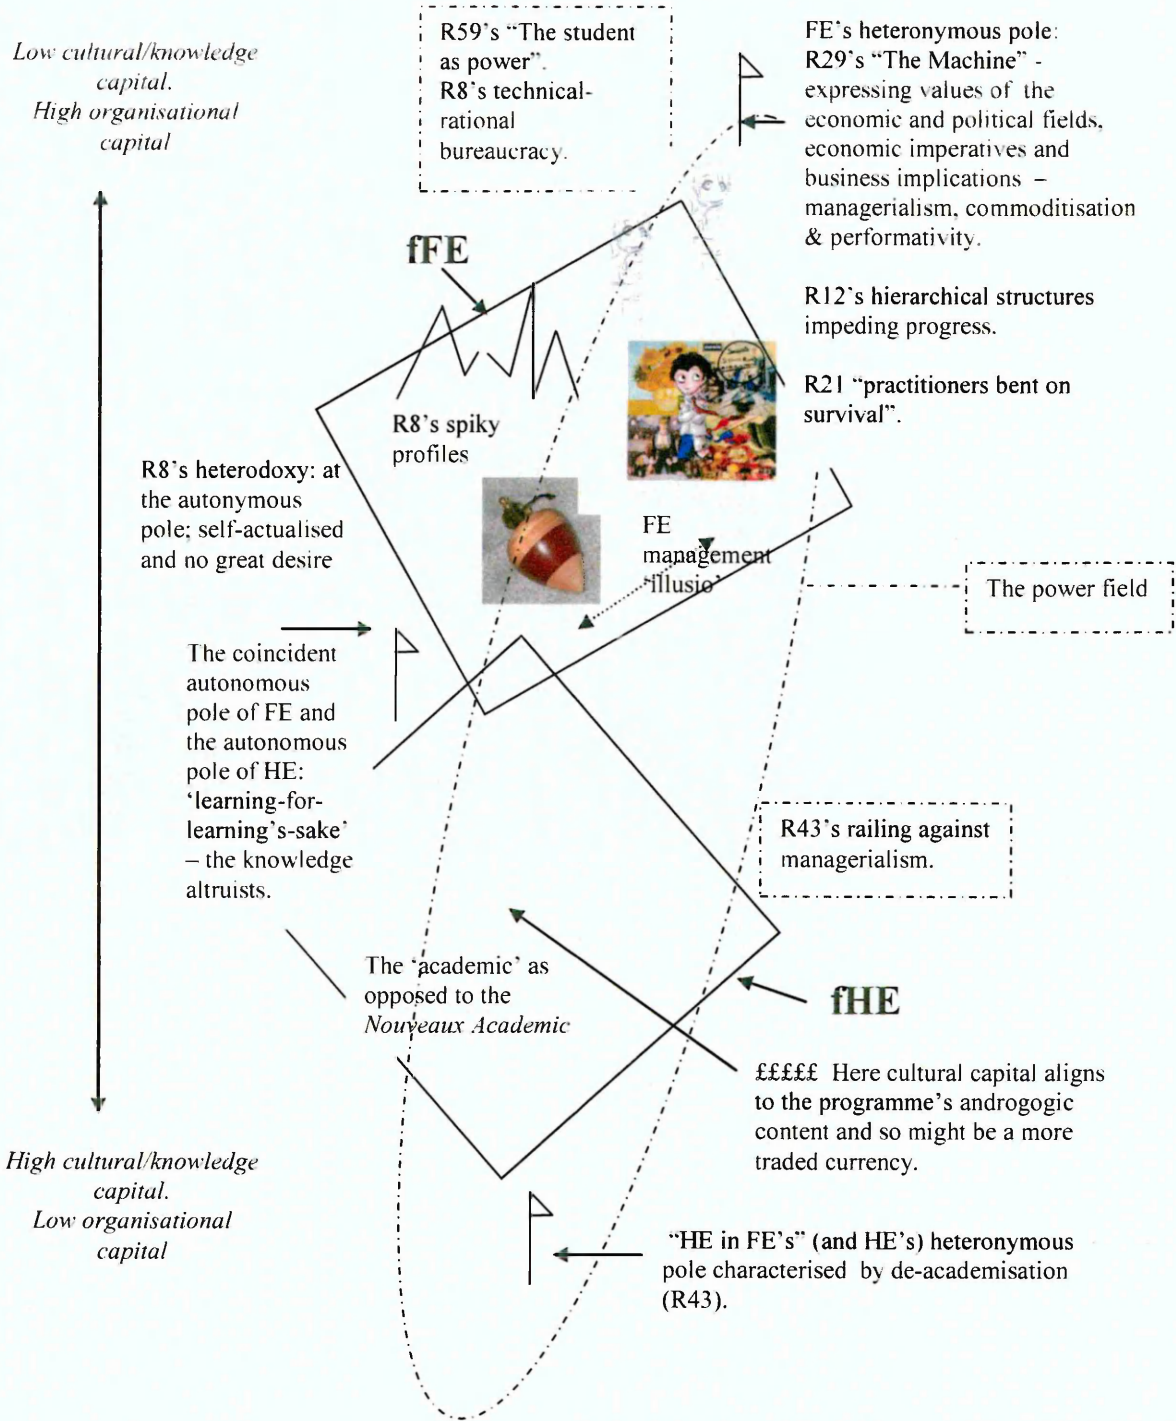 Low cultural/knowledge
capital.
High organisational
capital
R59's “The student
as power”.
R8's technical-
rational
bureaucracy.
FE's heteronymous pole:
R29's “The Machine” -
expressing values of the
economic and political fields,
economic imperatives and
business implications –
managerialism, commoditisation
& performativity.
R12's hierarchical structures
impeding progress.
R21 “practitioners bent on
survival”.
fFE
R8's spiky
profiles
R8's heterodoxy: at
the autonymous
pole; self-actualised
and no great desire
FE
management
‘illusio’
The power field
The coincident
autonomous
pole of FE and
the autonomous
pole of HE:
‘learning-for-
learning's-sake’
– the knowledge
altruists.
R43's railing against
managerialism.
The ‘academic’ as
opposed to the
Nouveaux Academic
fHE
£££££ Here cultural capital aligns
to the programme's androgogic
content and so might be a more
traded currency.
High cultural/knowledge
capital.
Low organisational
capital
“HE in FE's” (and HE's) heteronymous
pole characterised by de-academisation
(R43).